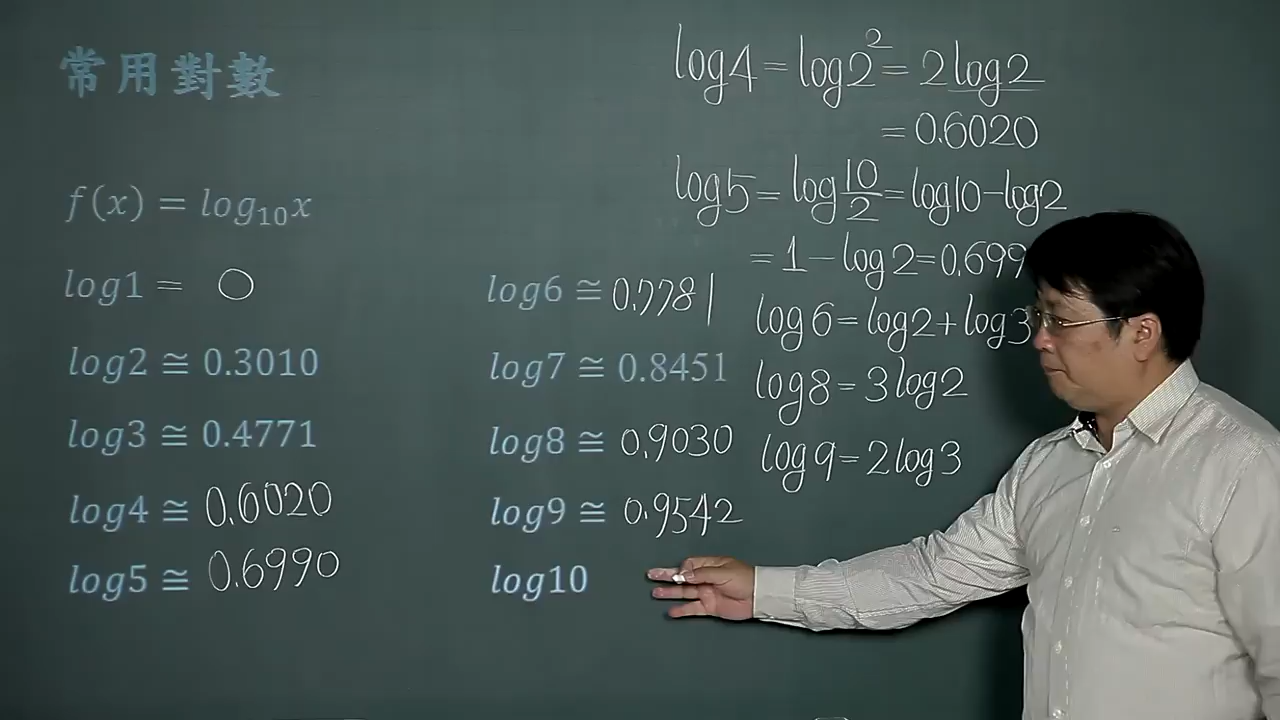 常用對數
f(x) = log₁₀x
log1 = 0
log2 ≅ 0.3010
log3 ≅ 0.4771
log4 ≅ 0.6020
log5 ≅ 0.6990
log6 ≅ 0.7781
log7 ≅ 0.8451
log8 ≅ 0.9030
log9 ≅ 0.9542
log10
log4 = log2² = 2log2
= 0.6020
log5 = log10/2 = log10-log2
= 1-log2=0.699
log6=log2+log3
log8=3log2
log9=2log3